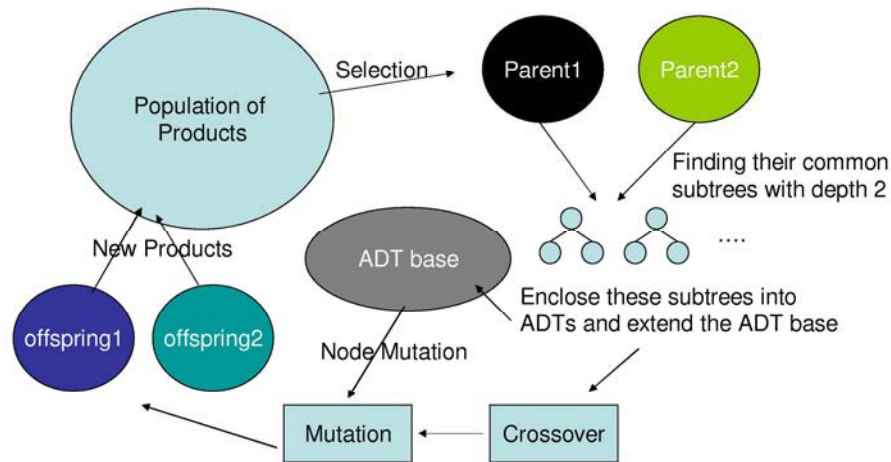 Population of
Products
Selection
Parent1
Parent2
Finding their common
subtrees with depth 2
....
New Products
ADT base
Enclose these subtrees into
ADTs and extend the ADT base
offspring1
offspring2
Node Mutation
Mutation
Crossover